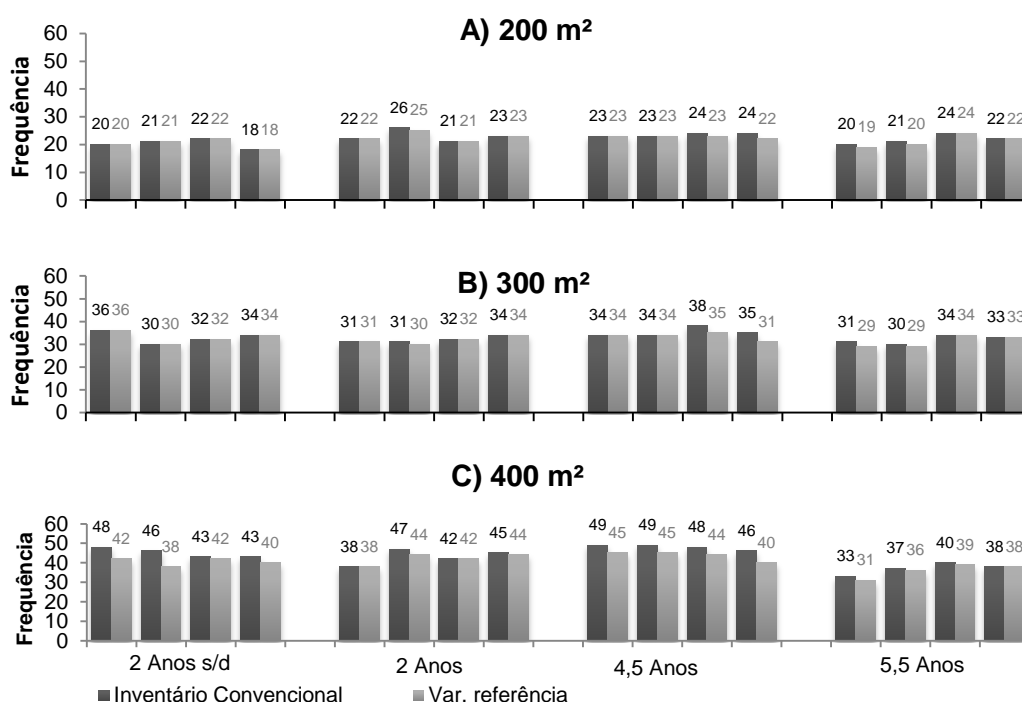 A) 200 m²
Frequência
60
50
40
30
20
10
0
20 20 21 21 22 22 18 18 22 22 26 25 21 21 23 23 23 23 23 23 24 23 24 22 20 19 21 20 24 24 22 22
B) 300 m²
Frequência
60
50
40
30
20
10
0
36 36 30 30 32 32 34 34 31 31 31 30 32 32 34 34 34 34 34 34 38 35 35 31 31 29 30 29 34 34 33 33
C) 400 m²
Frequência
60
50
40
30
20
10
0
48 42 46 38 43 42 43 40 38 38 47 44 42 42 45 44 49 45 49 45 48 44 46 40 33 31 37 36 40 39 38 38
2 Anos s/d 2 Anos 4,5 Anos 5,5 Anos
Inventário Convencional Var. referência